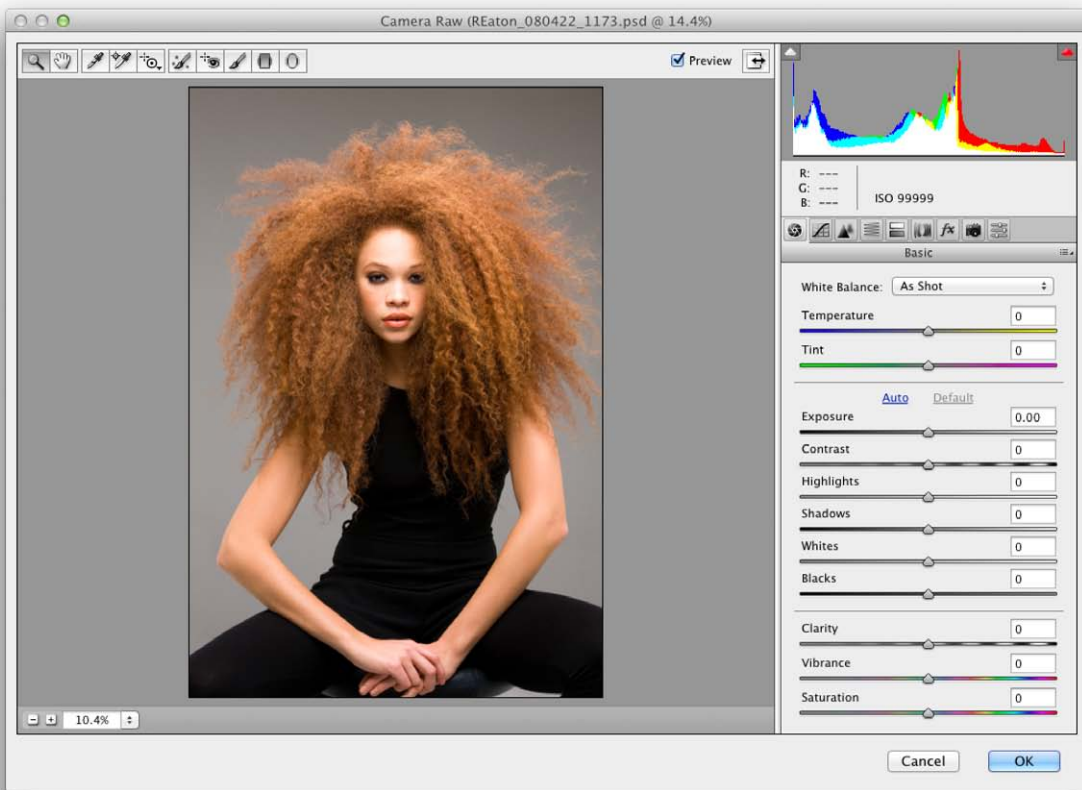 Camera Raw (REaton_080422_1173.psd @ 14.4%)
Preview
R: ---
G: ---
B: ---
ISO 99999
fx
Basic
White Balance: As Shot
Temperature 0
Tint 0
Auto Default
Exposure 0.00
Contrast 0
Highlights 0
Shadows 0
Whites 0
Blacks 0
Clarity 0
Vibrance 0
Saturation 0
10.4%
Cancel OK